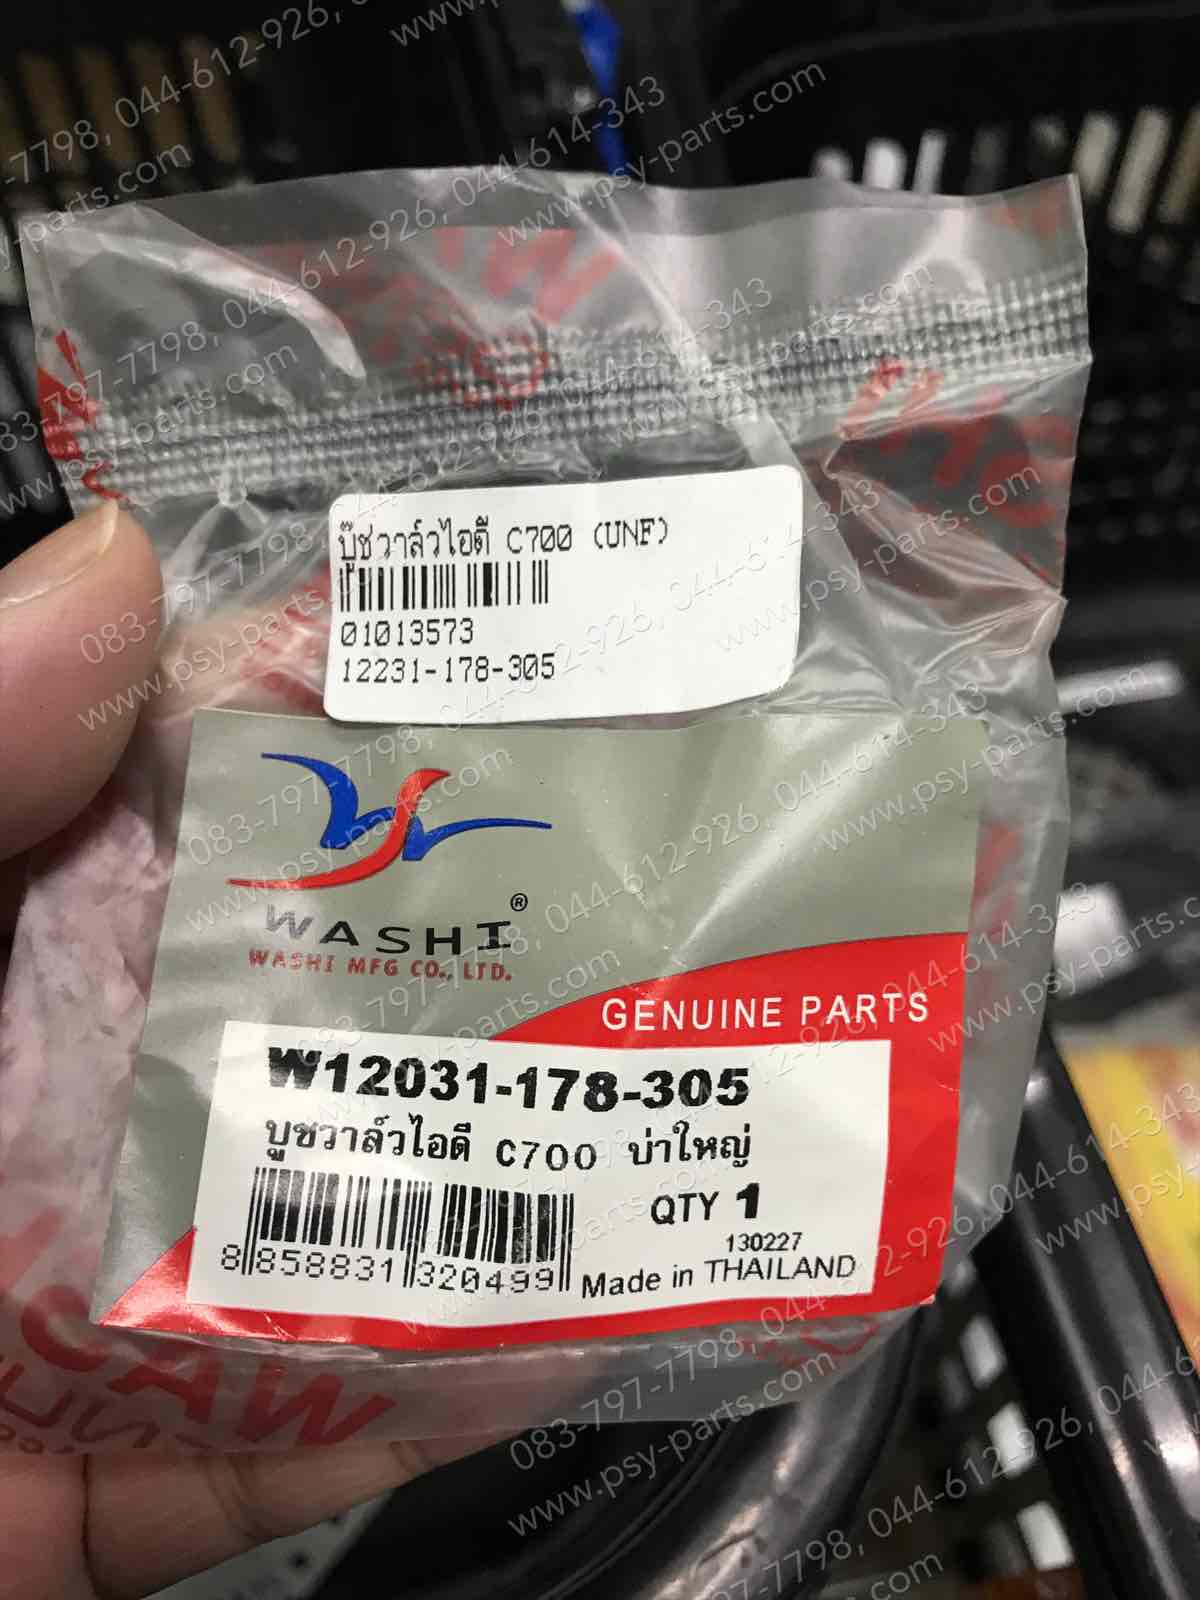 บู๊ชวาล์วไอดี C700 (UNF)
01013573
12231-178-305
WASHI®
WASHI MFG CO., LTD.
GENUINE PARTS
W12031-178-305
บูชวาล์วไอดี C700 บ่าใหญ่
QTY 1
130227
8 858831 320499
Made in THAILAND
083-797-7798, 044-612-926, 044-614-343
www.psy-parts.com